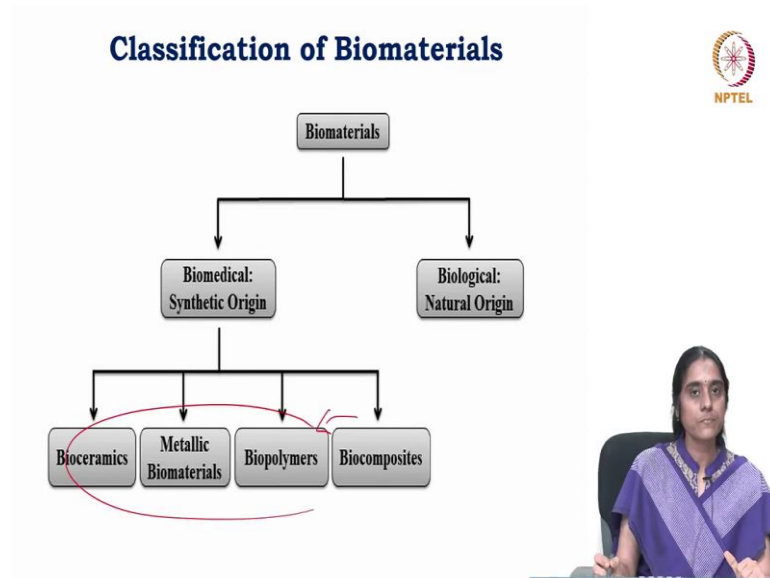 Classification of Biomaterials
NPTEL
Biomaterials
Biomedical:
Synthetic Origin
Biological:
Natural Origin
Bioceramics
Metallic
Biomaterials
Biopolymers
Biocomposites